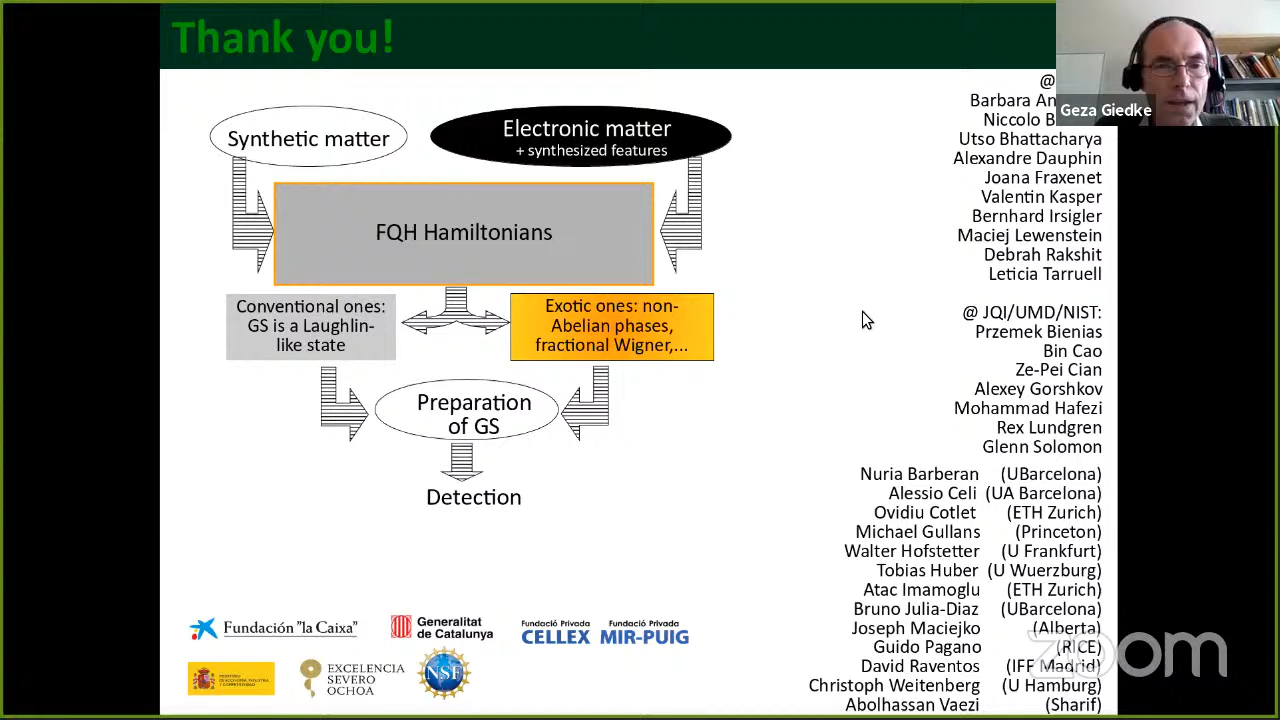 Thank you!
Synthetic matter
Electronic matter
+ synthesized features
FQH Hamiltonians
Conventional ones:
GS is a Laughlin-
like state
Exotic ones: non-
Abelian phases,
fractional Wigner,...
Preparation
of GS
Detection
Geza Giedke
@
Barbara An
Niccolo B
Utso Bhattacharya
Alexandre Dauphin
Joana Fraxenet
Valentin Kasper
Bernhard Irsigler
Maciej Lewenstein
Debrah Rakshit
Leticia Tarruell
@ JQI/UMD/NIST:
Przemek Bienias
Bin Cao
Ze-Pei Cian
Alexey Gorshkov
Mohammad Hafezi
Rex Lundgren
Glenn Solomon
Nuria Barberan (UBarcelona)
Alessio Celi (UA Barcelona)
Ovidiu Cotlet (ETH Zurich)
Michael Gullans (Princeton)
Walter Hofstetter (U Frankfurt)
Tobias Huber (U Wuerzburg)
Atac Imamoglu (ETH Zurich)
Bruno Julia-Diaz (UBarcelona)
Joseph Maciejko (Alberta)
Guido Pagano (RICE)
David Raventos (IFF Madrid)
Christoph Weitenberg (U Hamburg)
Abolhassan Vaezi (Sharif)
Fundación "la Caixa"
Generalitat
de Catalunya
Fundació Privada
CELLEX
Fundació Privada
MIR-PUIG
EXCELENCIA
SEVERO
OCHOA
NSF
zoom